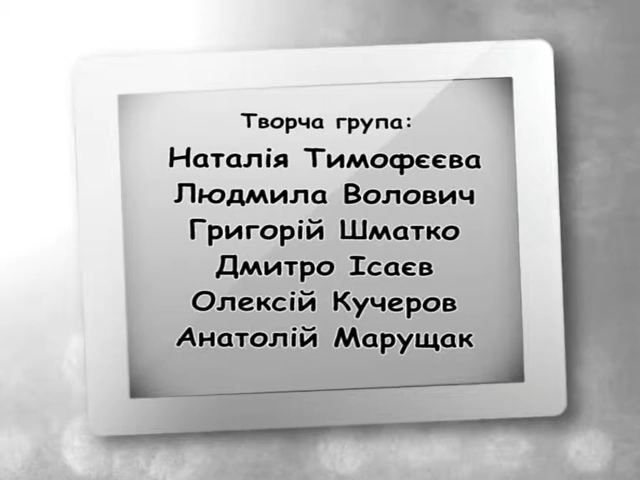 Творча група:
Наталія Тимофєєва
Людмила Волович
Григорій Шматко
Дмитро Ісаєв
Олексій Кучеров
Анатолій Марущак